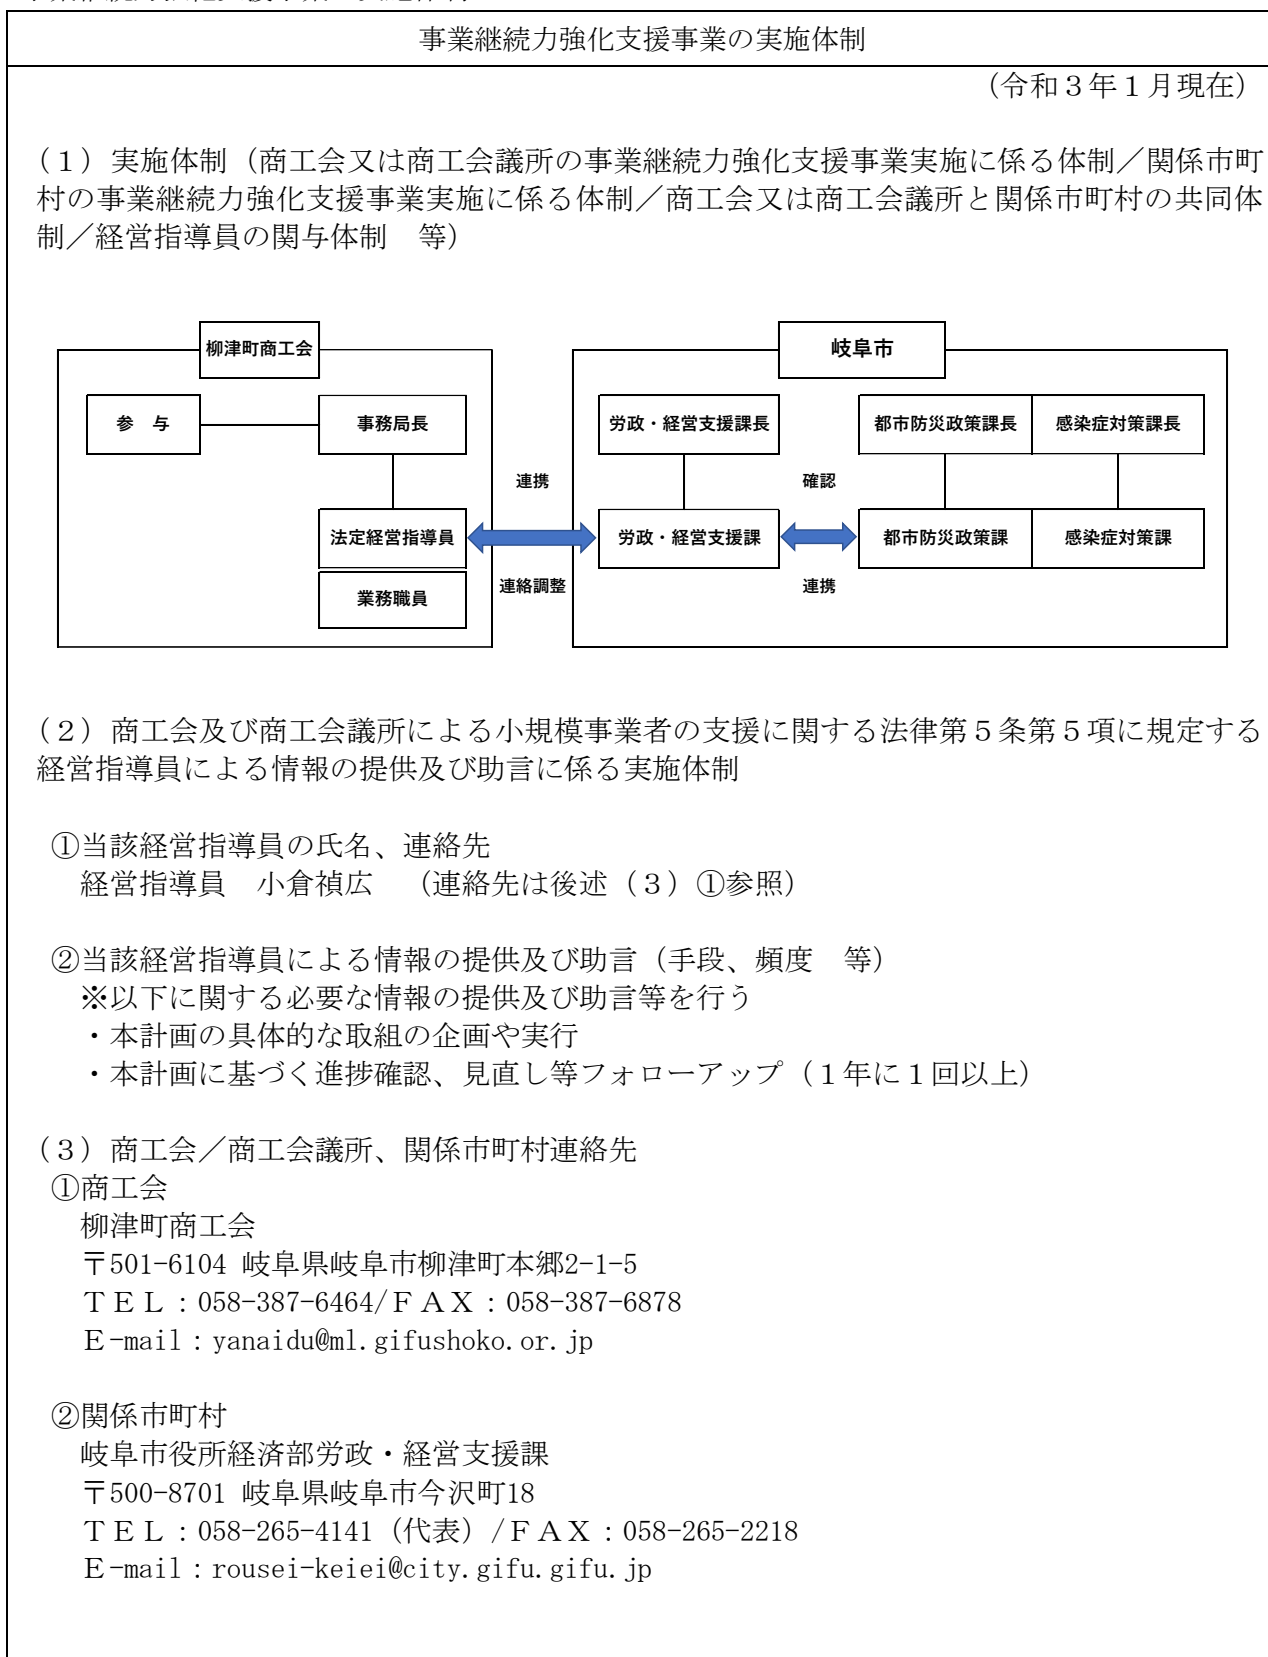 事業継続力強化支援事業の実施体制
（令和３年１月現在）
（１）実施体制（商工会又は商工会議所の事業継続力強化支援事業実施に係る体制／関係市町
村の事業継続力強化支援事業実施に係る体制／商工会又は商工会議所と関係市町村の共同体
制／経営指導員の関与体制　等）
柳津町商工会
岐阜市
参　与
事務局長
労政・経営支援課長
都市防災政策課長
感染症対策課長
連携
確認
法定経営指導員
労政・経営支援課
都市防災政策課
感染症対策課
業務職員
連絡調整
連携
（２）商工会及び商工会議所による小規模事業者の支援に関する法律第５条第５項に規定する
経営指導員による情報の提供及び助言に係る実施体制
①当該経営指導員の氏名、連絡先
経営指導員　小倉禎広　（連絡先は後述（３）①参照）
②当該経営指導員による情報の提供及び助言（手段、頻度　等）
※以下に関する必要な情報の提供及び助言等を行う
・本計画の具体的な取組の企画や実行
・本計画に基づく進捗確認、見直し等フォローアップ（１年に１回以上）
（３）商工会／商工会議所、関係市町村連絡先
①商工会
柳津町商工会
〒501-6104 岐阜県岐阜市柳津町本郷2-1-5
ＴＥＬ：058-387-6464/ＦＡＸ：058-387-6878
Ｅ-mail：yanaidu@ml.gifushoko.or.jp
②関係市町村
岐阜市役所経済部労政・経営支援課
〒500-8701 岐阜県岐阜市今沢町18
ＴＥＬ：058-265-4141（代表）/ＦＡＸ：058-265-2218
Ｅ-mail：rousei-keiei@city.gifu.gifu.jp